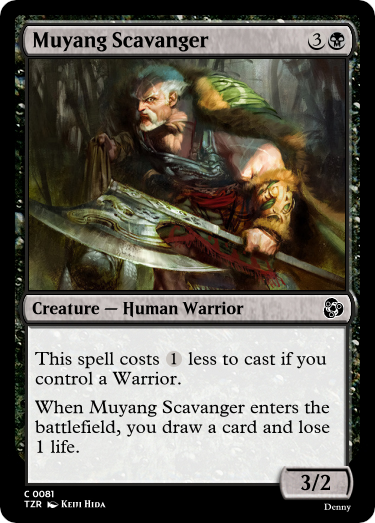 Muyang Scavanger 3
Creature — Human Warrior
This spell costs 1 less to cast if you
control a Warrior.
When Muyang Scavanger enters the
battlefield, you draw a card and lose
1 life.
3/2
C 0081
TZR Keiji Hida
Denny